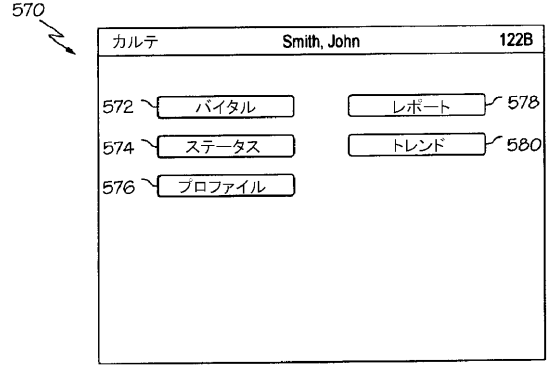 570
カルテ Smith, John 122B
572 バイタル レポート 578
574 ステータス トレンド 580
576 プロファイル